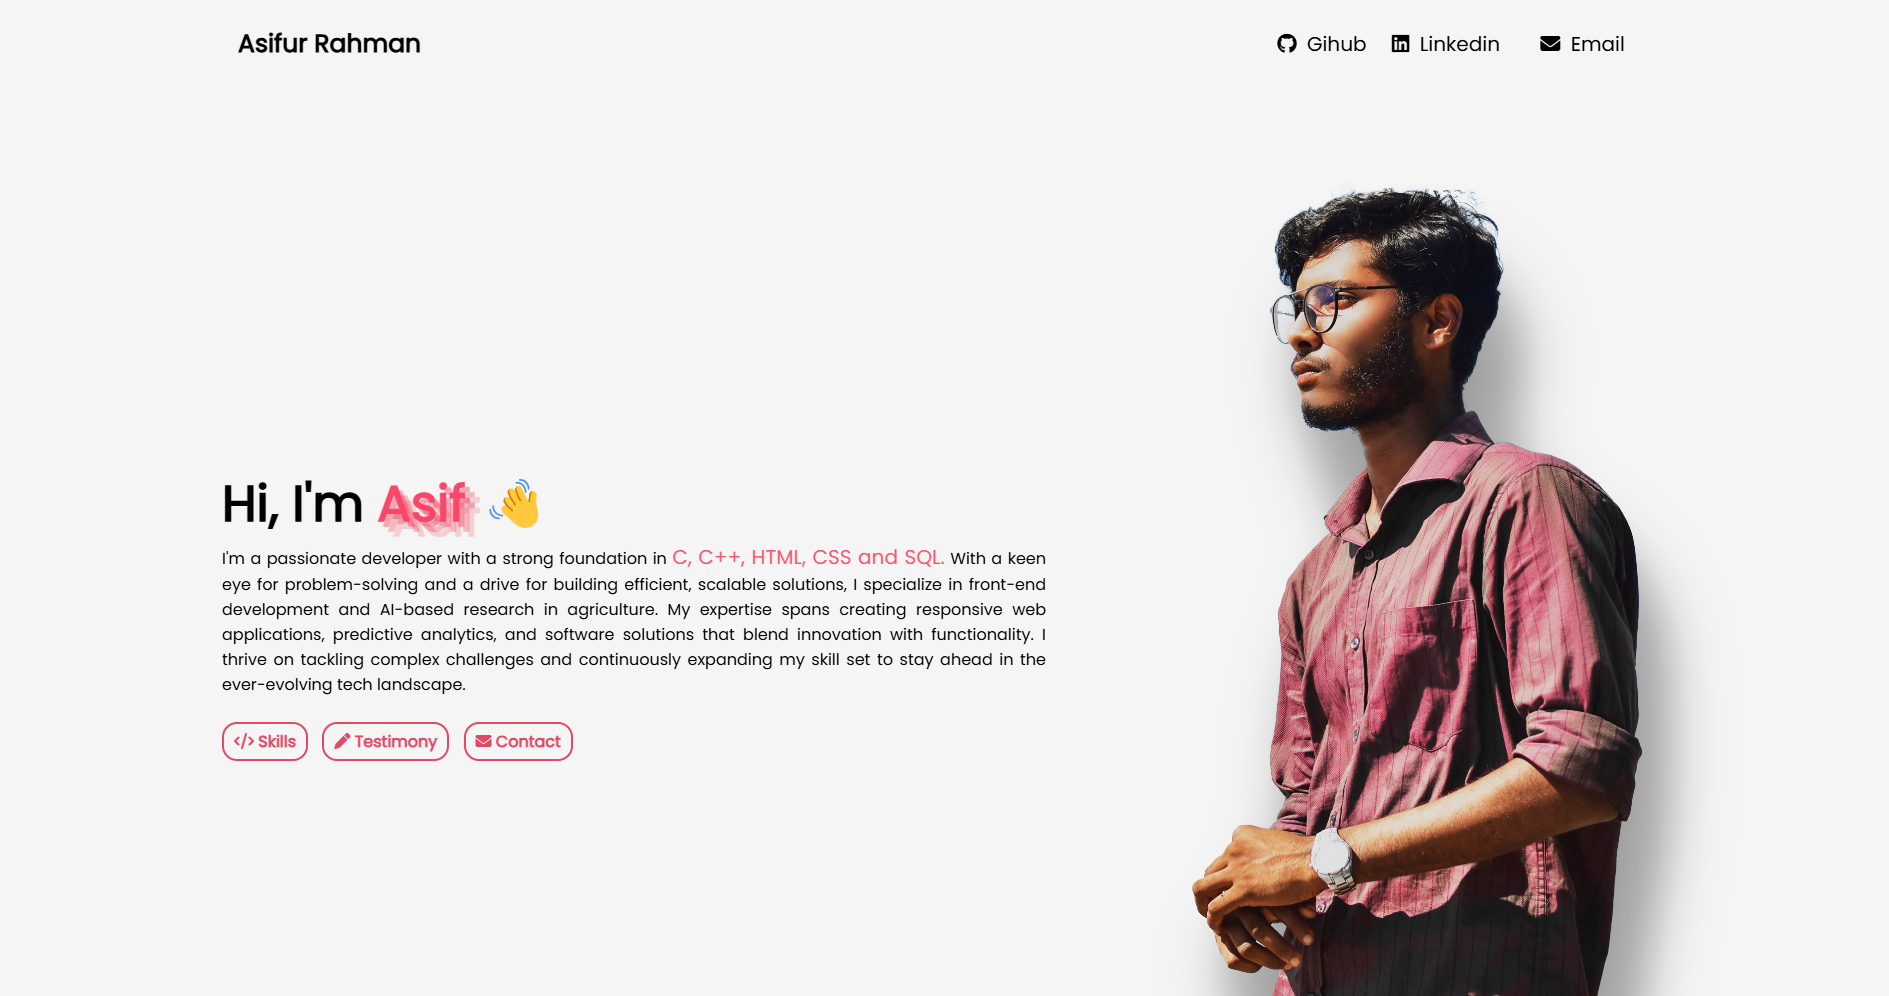 Asifur Rahman
Gihub Linkedin Email
Hi, I'm Asif 👋
I'm a passionate developer with a strong foundation in C, C++, HTML, CSS and SQL. With a keen
eye for problem-solving and a drive for building efficient, scalable solutions, I specialize in front-end
development and AI-based research in agriculture. My expertise spans creating responsive web
applications, predictive analytics, and software solutions that blend innovation with functionality. I
thrive on tackling complex challenges and continuously expanding my skill set to stay ahead in the
ever-evolving tech landscape.
</> Skills Testimony Contact